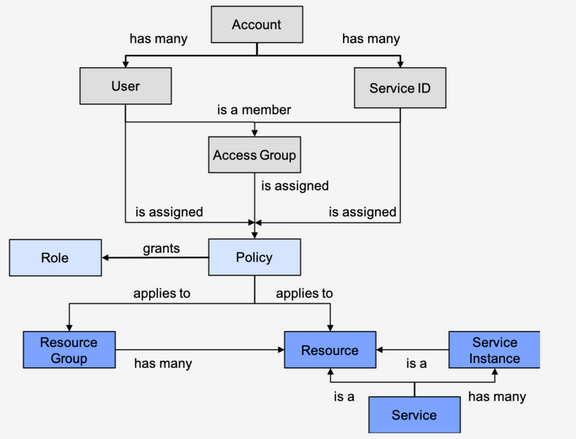 Account
has many
has many
User
Service ID
is a member
Access Group
is assigned
is assigned
is assigned
Role
grants
Policy
applies to
applies to
Resource
Group
Resource
Service
Instance
has many
is a
is a
has many
Service